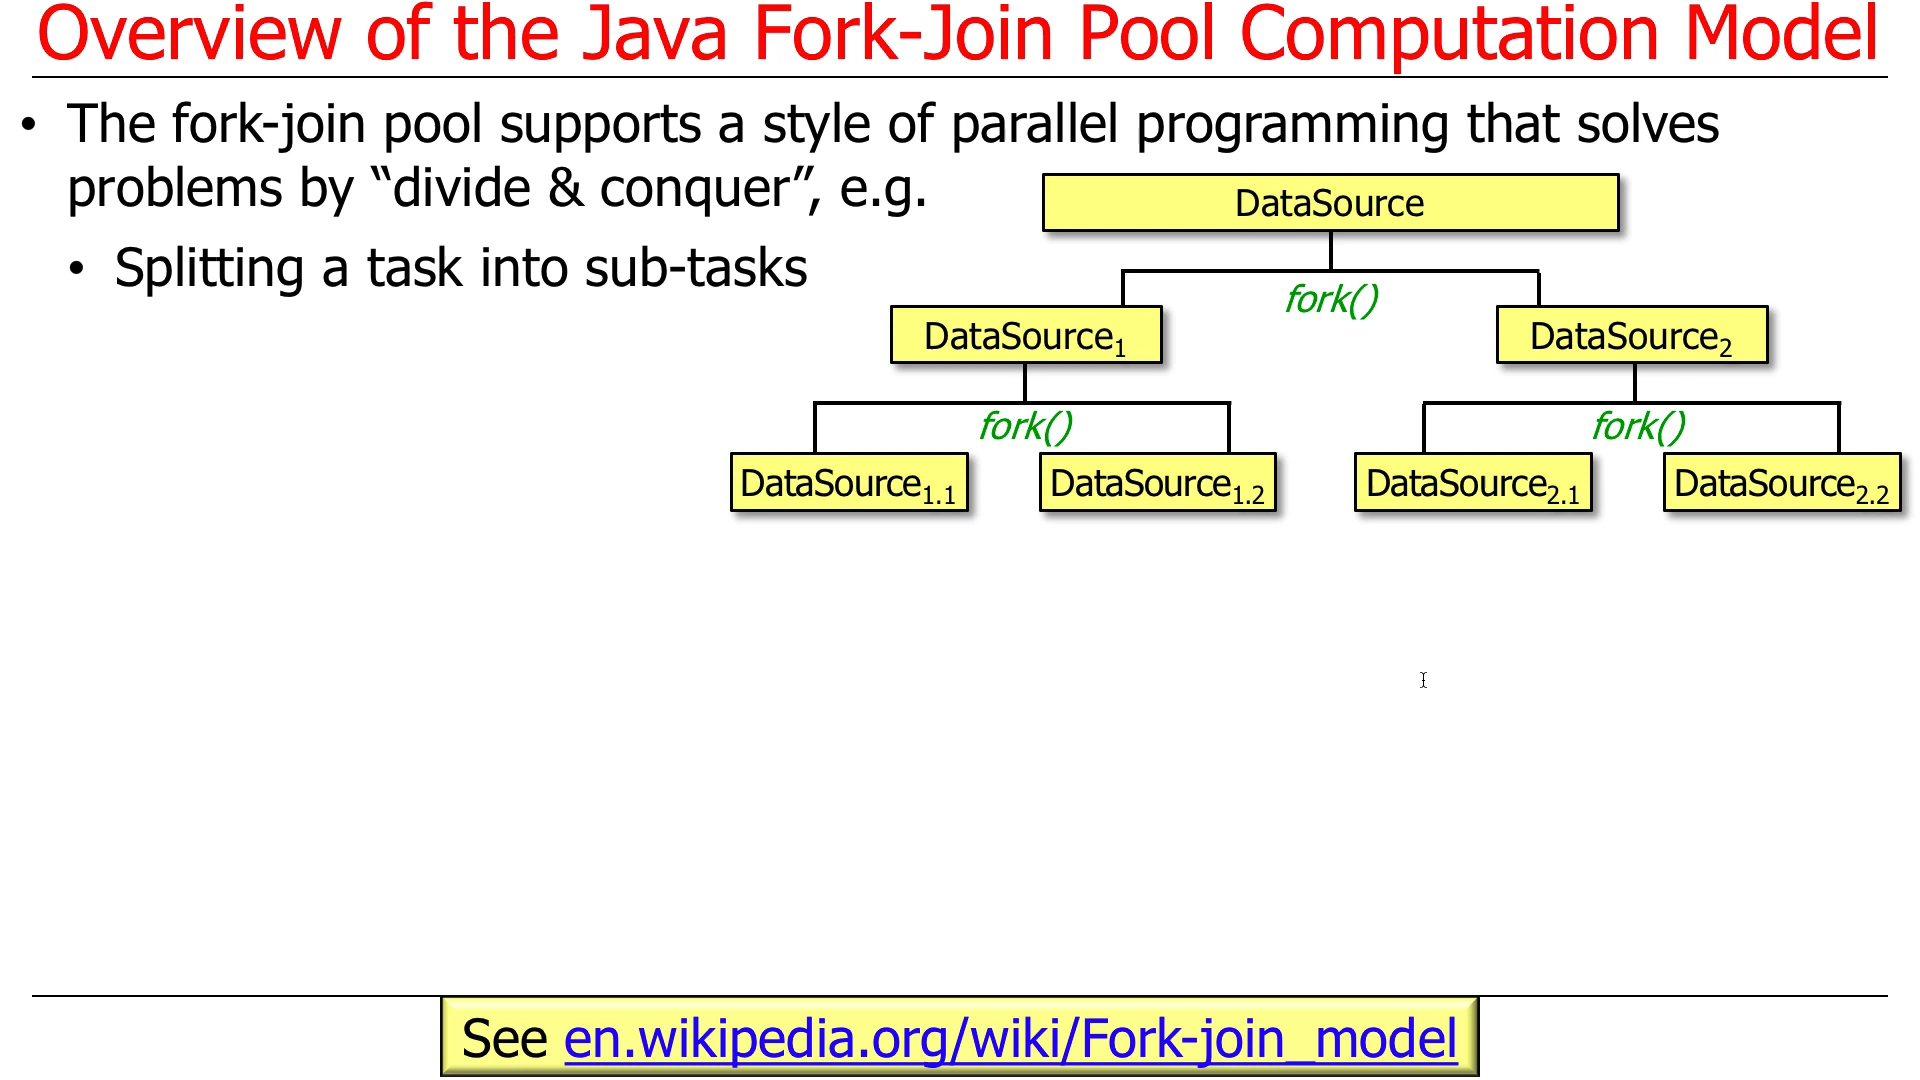 Overview of the Java Fork-Join Pool Computation Model
• The fork-join pool supports a style of parallel programming that solves
problems by “divide & conquer”, e.g.
• Splitting a task into sub-tasks
DataSource
fork()
DataSource1
DataSource2
fork()
fork()
DataSource1.1
DataSource1.2
DataSource2.1
DataSource2.2
See en.wikipedia.org/wiki/Fork-join_model